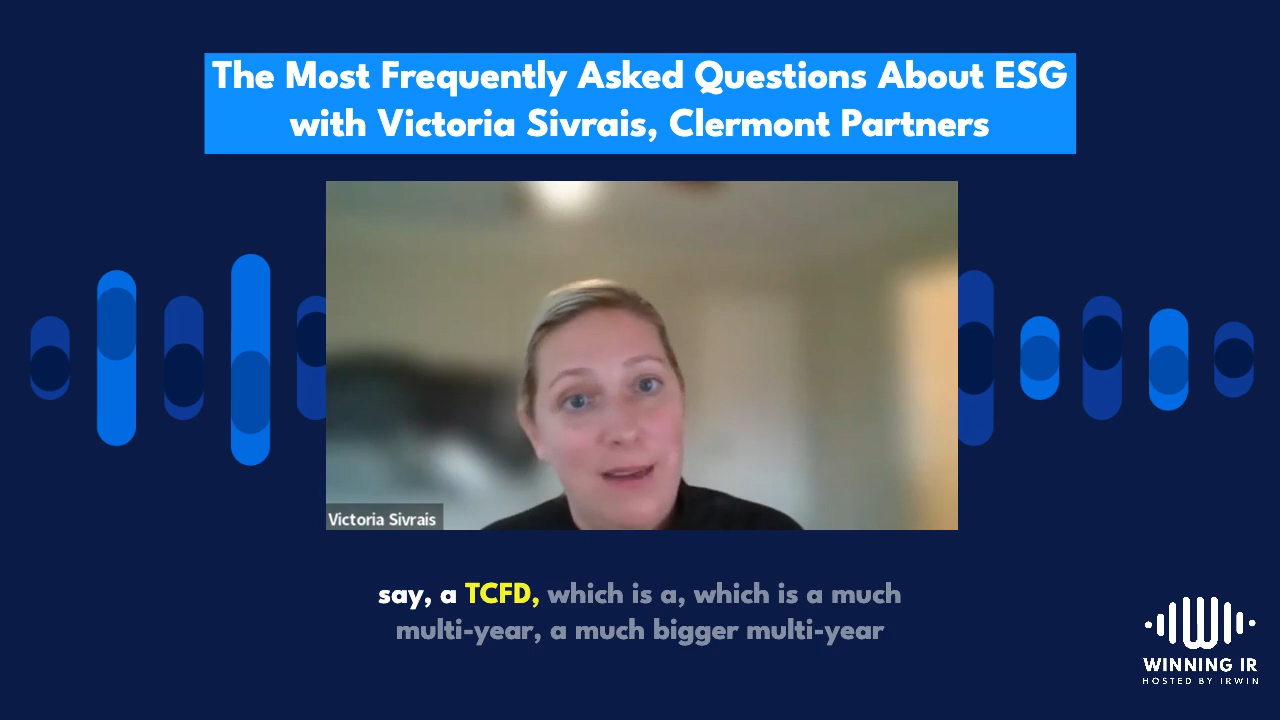 The Most Frequently Asked Questions About ESG
with Victoria Sivrais, Clermont Partners
Victoria Sivrais
say, a TCFD, which is a, which is a much
multi-year, a much bigger multi-year
WINNING IR
HOSTED BY IRWIN